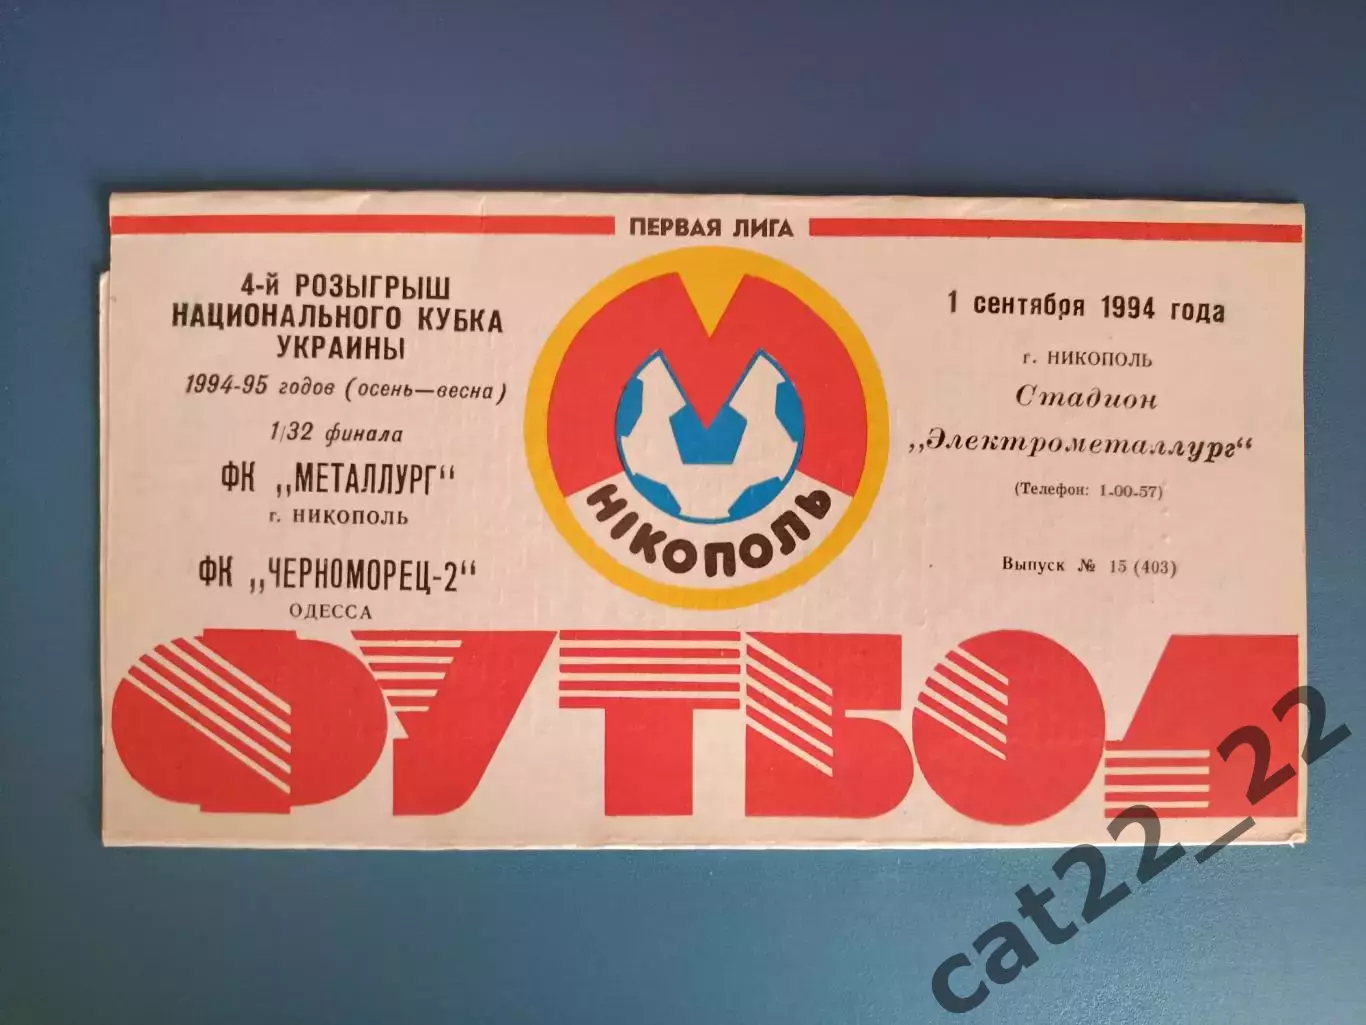 ПЕРВАЯ ЛИГА
4-й РОЗЫГРЫШ
НАЦИОНАЛЬНОГО КУБКА
УКРАИНЫ
1994-95 годов (осень—весна)
1/32 финала
ФК „МЕТАЛЛУРГ“
г. НИКОПОЛЬ
ФК „ЧЕРНОМОРЕЦ-2“
ОДЕССА
НІКОПОЛЬ
1 сентября 1994 года
г. НИКОПОЛЬ
Стадион
„Электрометаллург“
(Телефон: 1-00-57)
Выпуск № 15 (403)
ФУТБОЛ
cat22_22